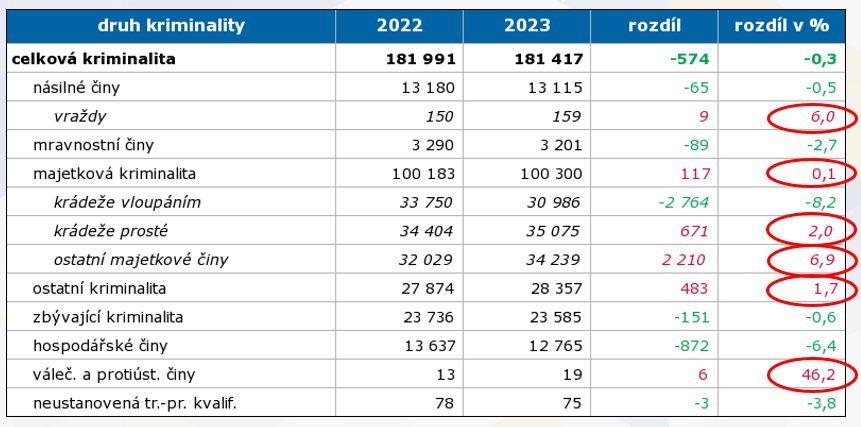 druh kriminality 2022 2023 rozdíl rozdíl v %
celková kriminalita 181 991 181 417 -574 -0,3
násilné činy 13 180 13 115 -65 -0,5
vraždy 150 159 9 6,0
mravnostní činy 3 290 3 201 -89 -2,7
majetková kriminalita 100 183 100 300 117 0,1
krádeže vloupáním 33 750 30 986 -2 764 -8,2
krádeže prosté 34 404 35 075 671 2,0
ostatní majetkové činy 32 029 34 239 2 210 6,9
ostatní kriminalita 27 874 28 357 483 1,7
zbývající kriminalita 23 736 23 585 -151 -0,6
hospodářské činy 13 637 12 765 -872 -6,4
váleč. a protiúst. činy 13 19 6 46,2
neustanovená tr.-pr. kvalif. 78 75 -3 -3,8